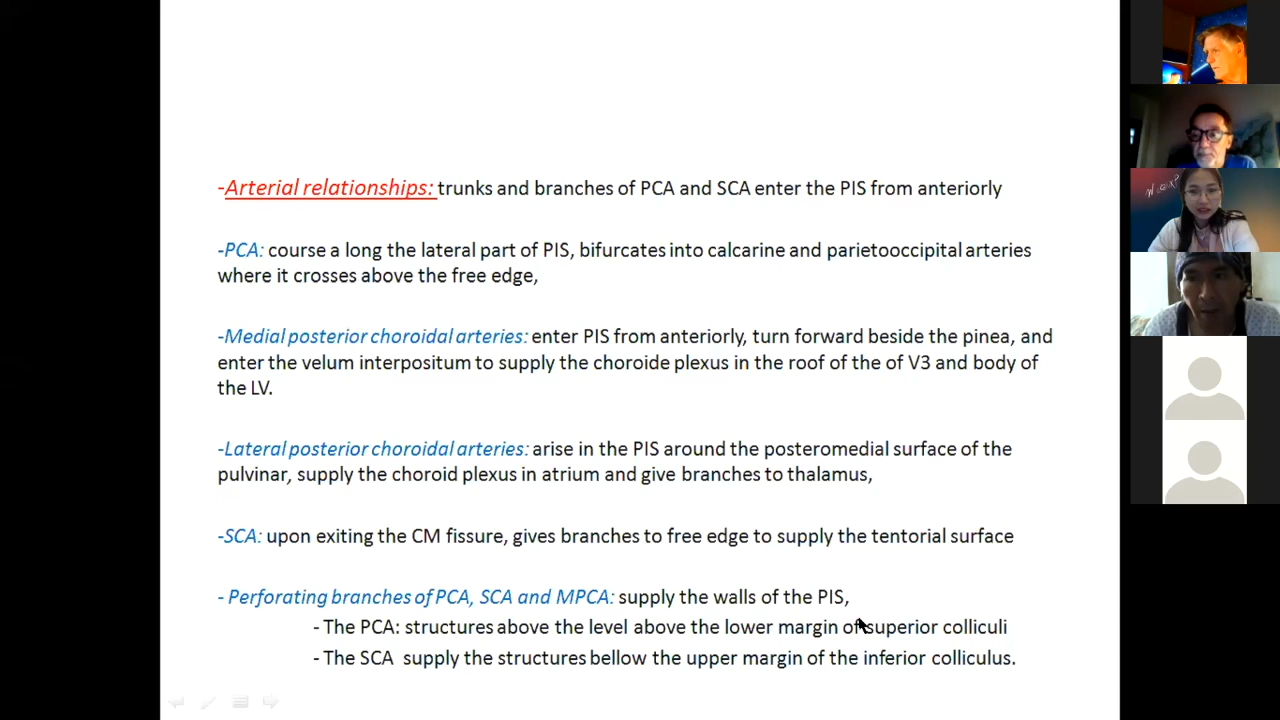 -Arterial relationships: trunks and branches of PCA and SCA enter the PIS from anteriorly
-PCA: course a long the lateral part of PIS, bifurcates into calcarine and parietooccipital arteries
where it crosses above the free edge,
-Medial posterior choroidal arteries: enter PIS from anteriorly, turn forward beside the pinea, and
enter the velum interpositum to supply the choroide plexus in the roof of the of V3 and body of
the LV.
-Lateral posterior choroidal arteries: arise in the PIS around the posteromedial surface of the
pulvinar, supply the choroid plexus in atrium and give branches to thalamus,
-SCA: upon exiting the CM fissure, gives branches to free edge to supply the tentorial surface
- Perforating branches of PCA, SCA and MPCA: supply the walls of the PIS,
- The PCA: structures above the level above the lower margin of superior colliculi
- The SCA supply the structures bellow the upper margin of the inferior colliculus.